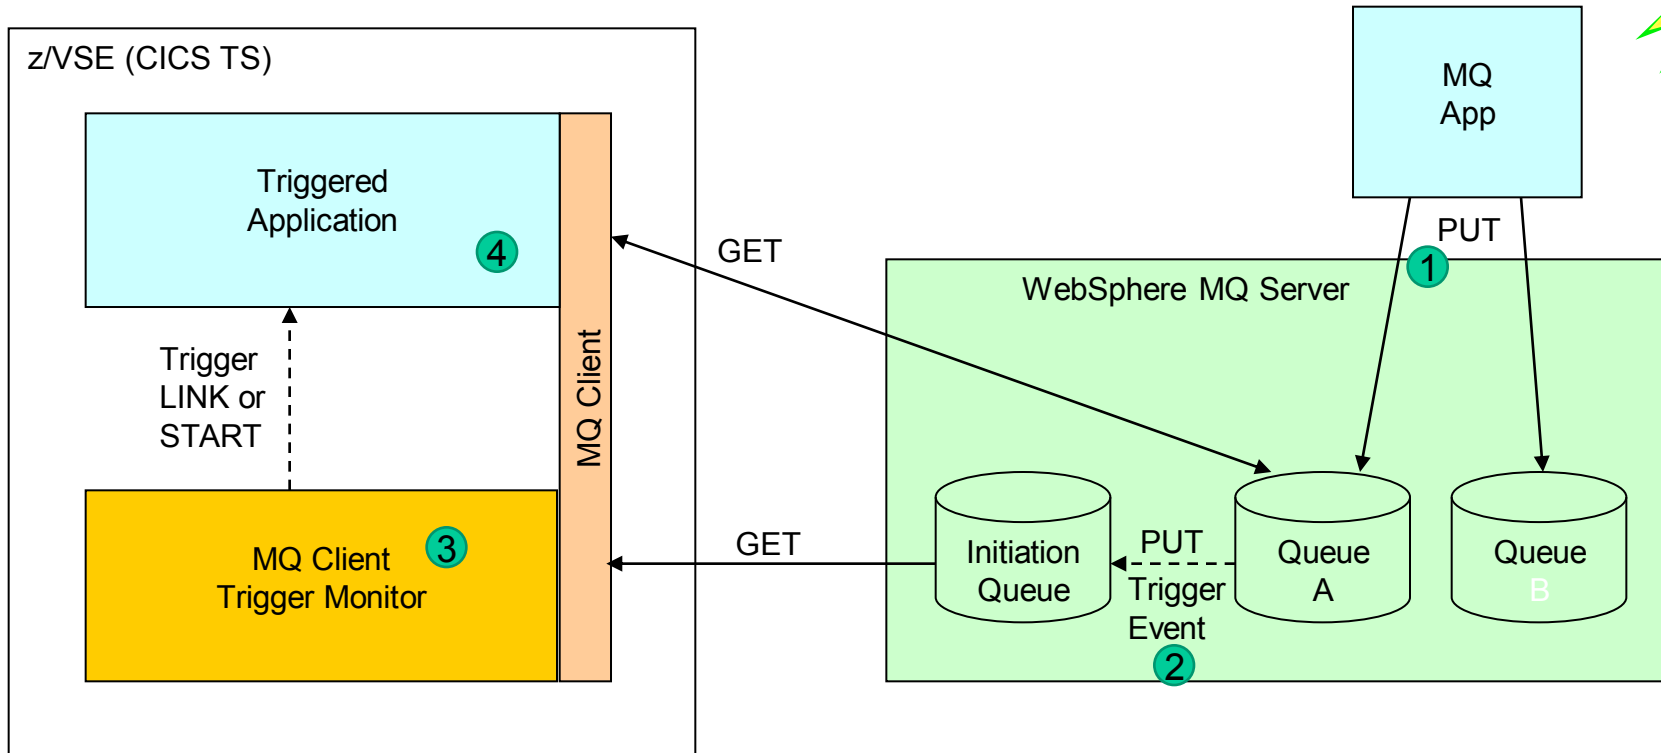 z/VSE (CICS TS)
MQ
App
Triggered
Application
4
GET
PUT
1
WebSphere MQ Server
Trigger
LINK or
START
MQ Client
MQ Client
Trigger Monitor
3
GET
Initiation
Queue
PUT
Trigger
Event
2
Queue
A
Queue
B